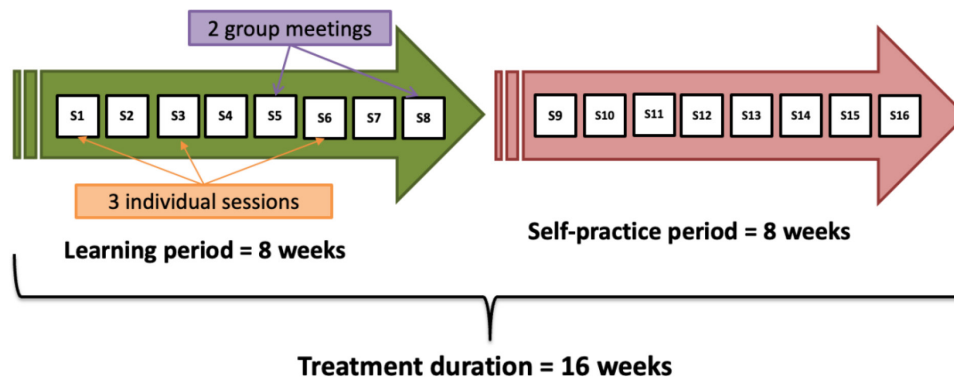 2 group meetings
S1 S2 S3 S4 S5 S6 S7 S8
3 individual sessions
Learning period = 8 weeks
S9 S10 S11 S12 S13 S14 S15 S16
Self-practice period = 8 weeks
Treatment duration = 16 weeks